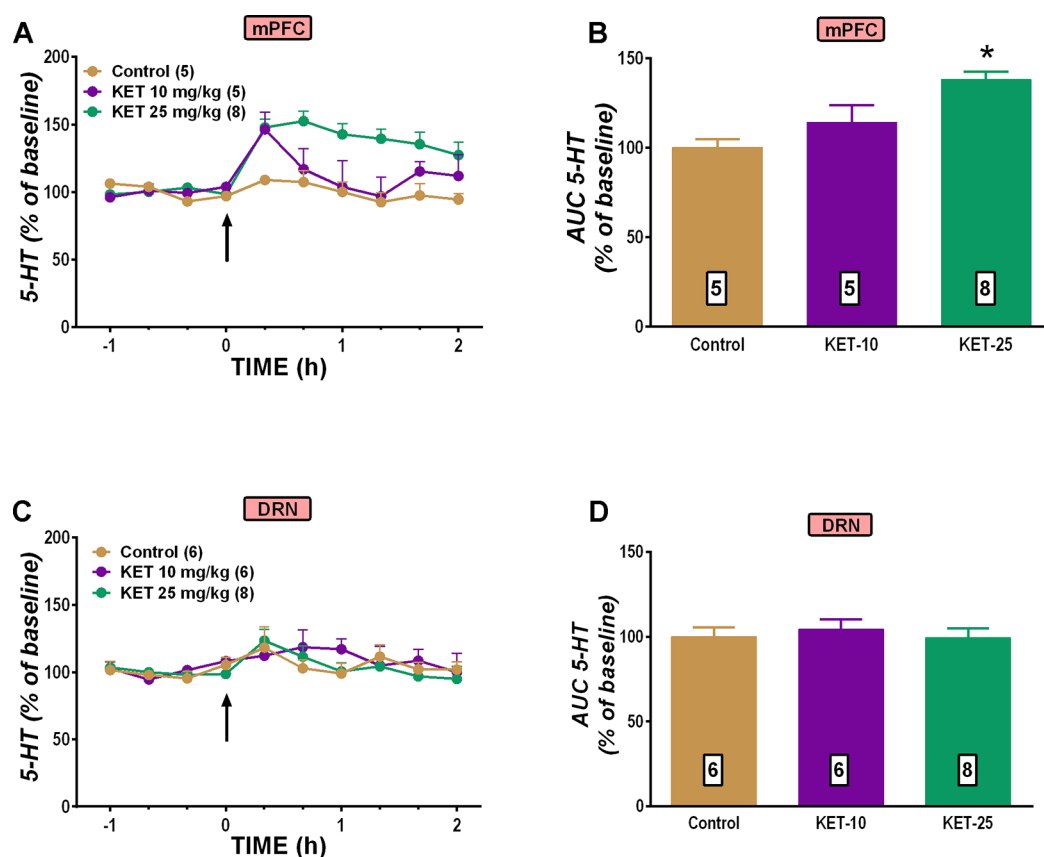 A
mPFC
200
150
100
50
0
5-HT (% of baseline)
Control (5)
KET 10 mg/kg (5)
KET 25 mg/kg (8)
-1 0 1 2
TIME (h)
B
mPFC
*
150
100
50
0
AUC 5-HT
(% of baseline)
5 5 8
Control KET-10 KET-25
C
DRN
200
150
100
50
0
5-HT (% of baseline)
Control (6)
KET 10 mg/kg (6)
KET 25 mg/kg (8)
-1 0 1 2
TIME (h)
D
DRN
150
100
50
0
AUC 5-HT
(% of baseline)
6 6 8
Control KET-10 KET-25